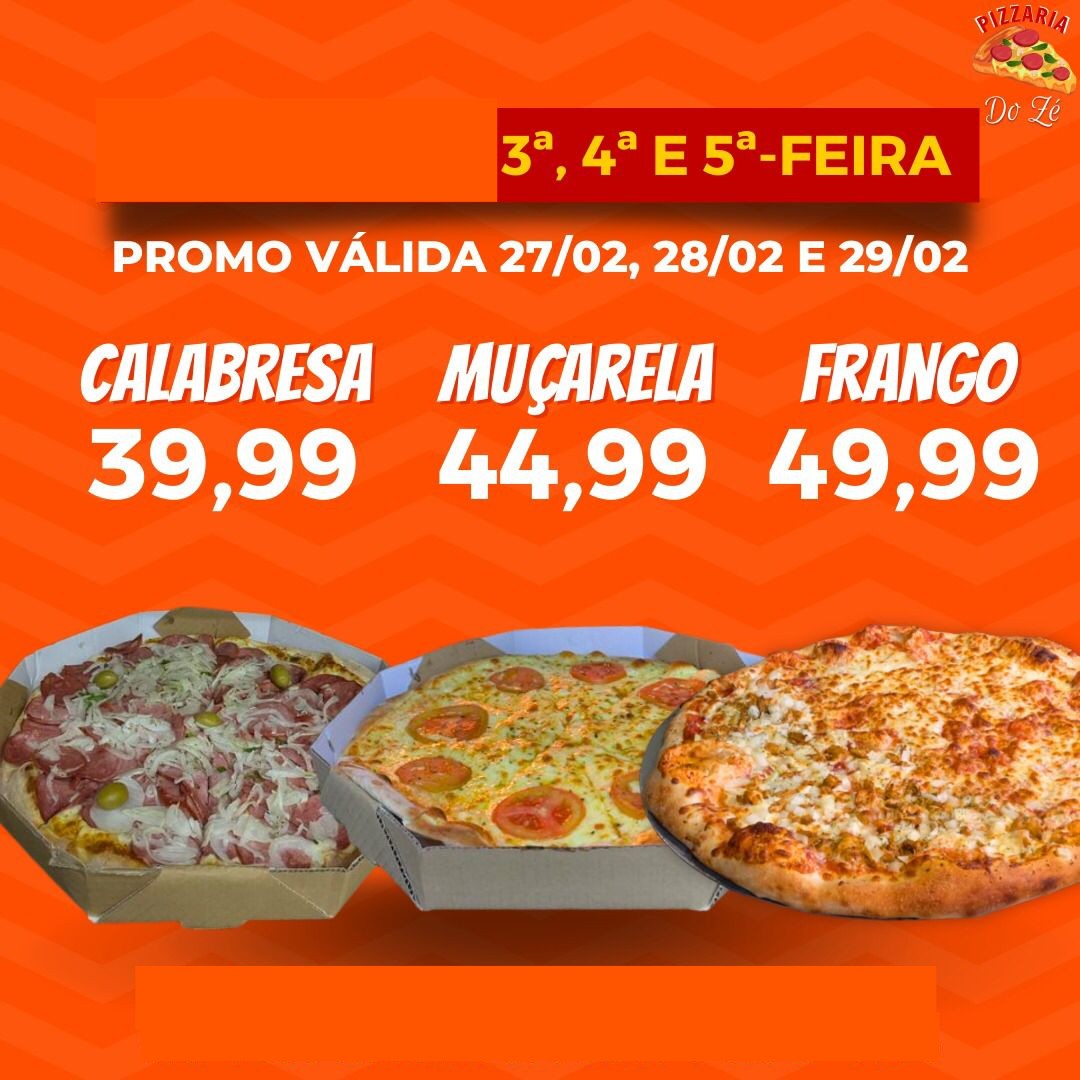 PIZZARIA
Do Zé
3ª, 4ª E 5ª-FEIRA
PROMO VÁLIDA 27/02, 28/02 E 29/02
CALABRESA MUÇARELA FRANGO
39,99 44,99 49,99